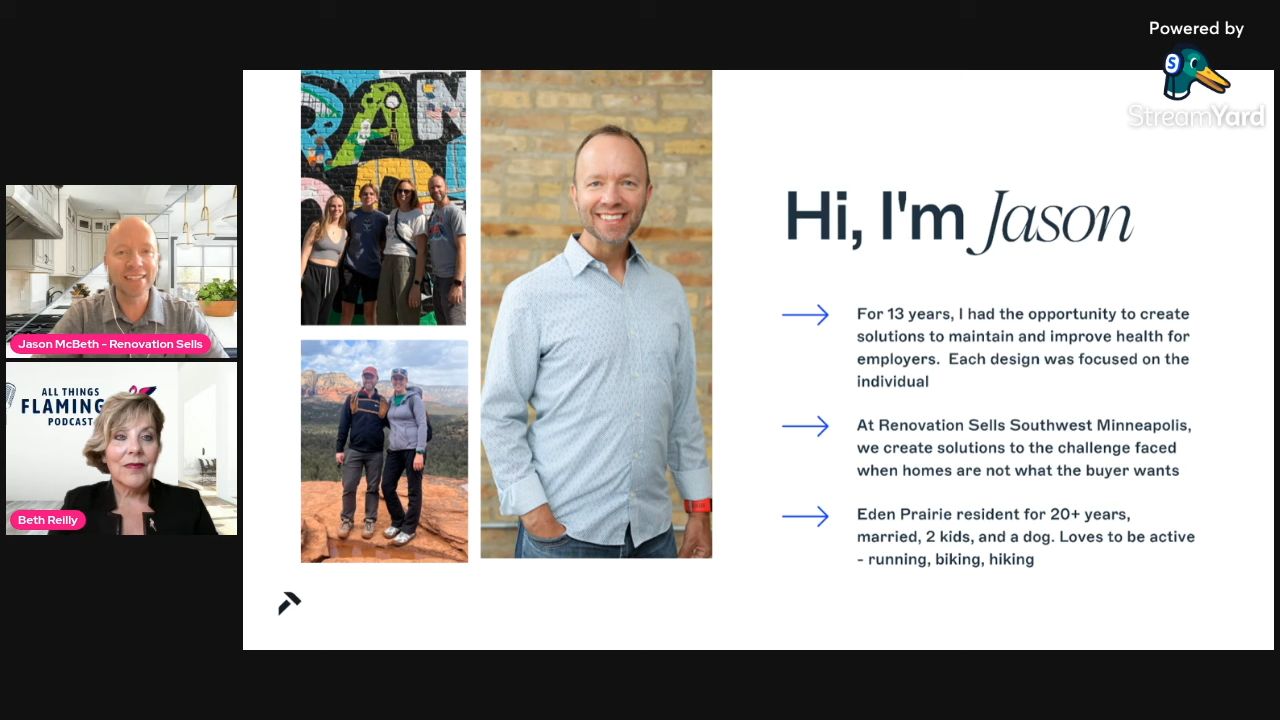 Powered by
S
StreamYard
Hi, I'm Jason
For 13 years, I had the opportunity to create
solutions to maintain and improve health for
employers. Each design was focused on the
individual
At Renovation Sells Southwest Minneapolis,
we create solutions to the challenge faced
when homes are not what the buyer wants
Eden Prairie resident for 20+ years,
married, 2 kids, and a dog. Loves to be active
- running, biking, hiking
Jason McBeth - Renovation Sells
ALL THINGS
FLAMING
PODCAST
Beth Reilly